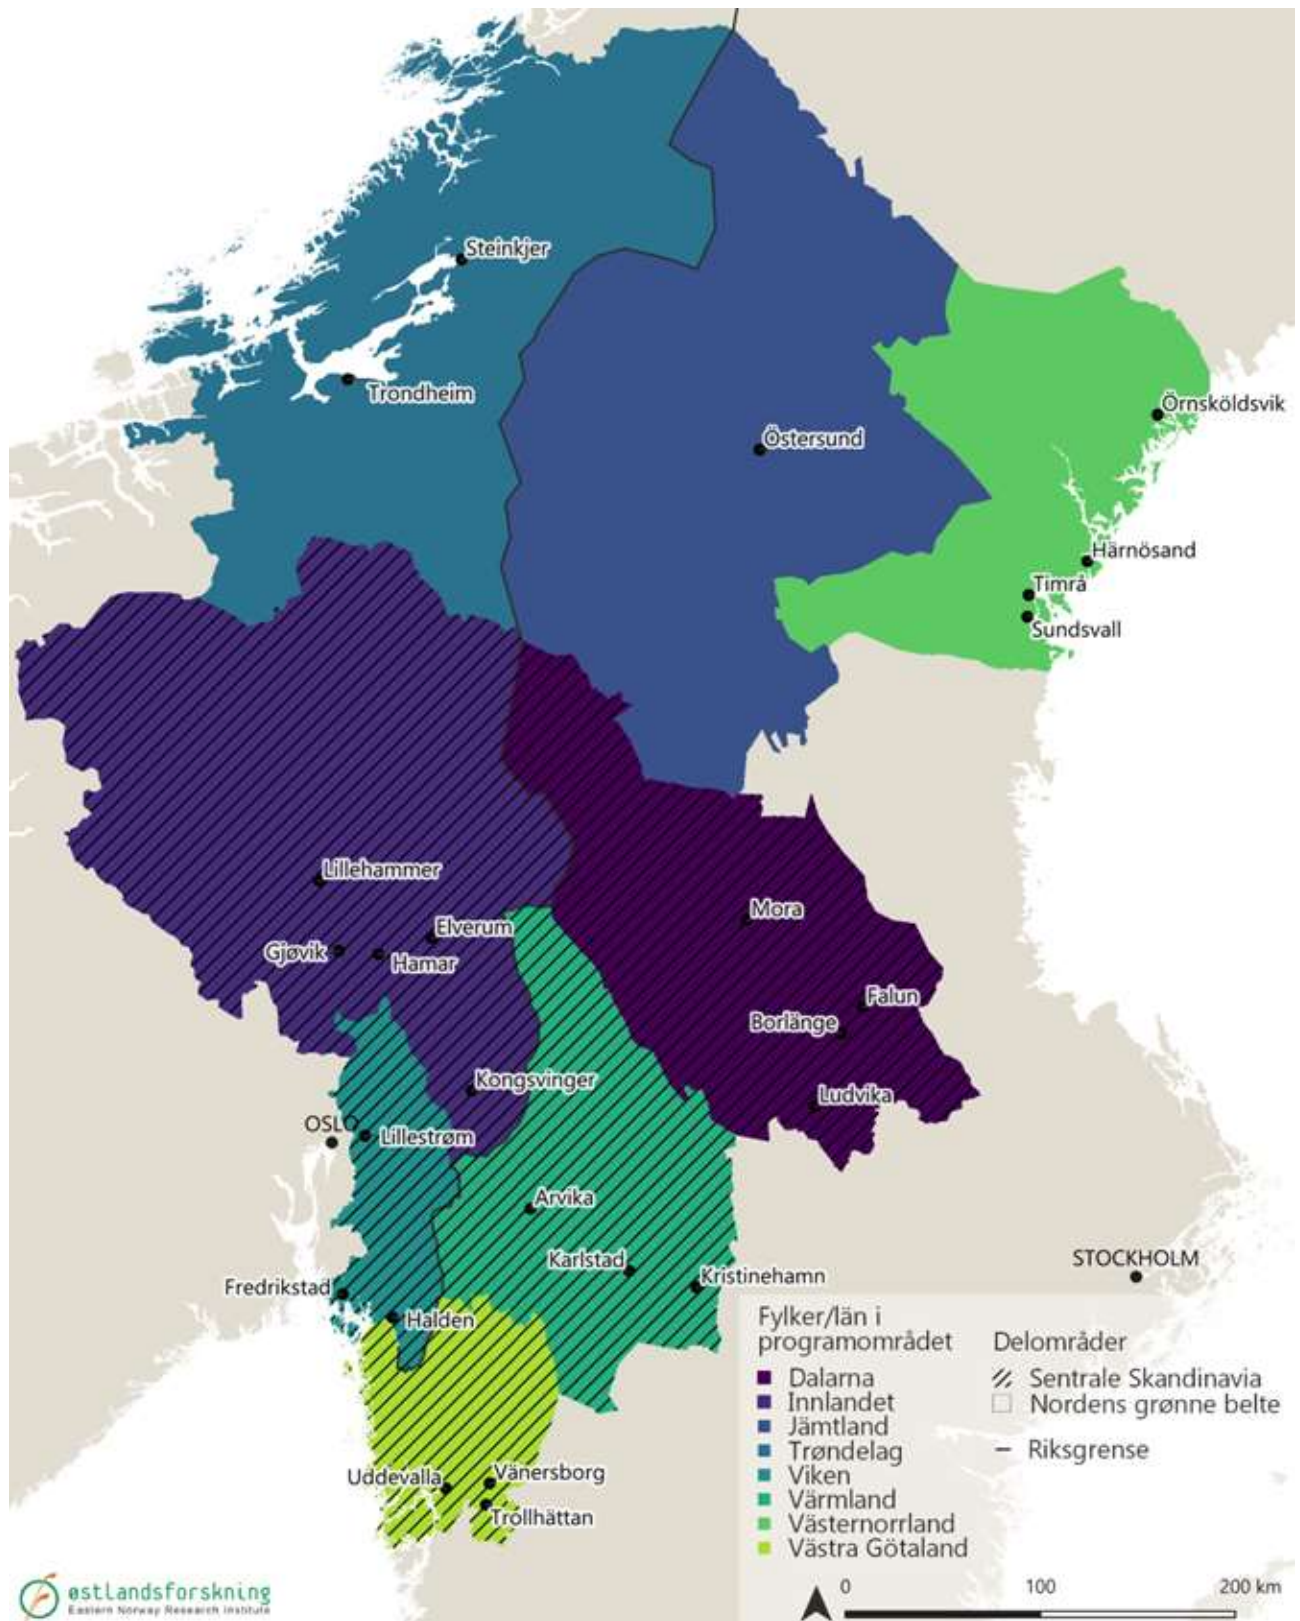 Steinkjer
Trondheim
Örnsköldsvik
Östersund
Härnösand
Timrå
Sundsvall
Lillehammer
Mora
Elverum
Gjøvik
Hamar
Falun
Borlänge
Kongsvinger
Ludvika
OSLO
Lillestrøm
Arvika
Karlstad
STOCKHOLM
Kristinehamn
Fredrikstad
Halden
Uddevalla
Vänersborg
Trollhättan
Fylker/län i
programområdet
Dalarna
Innlandet
Jämtland
Trøndelag
Viken
Värmland
Västernorrland
Västra Götaland
Delområder
Sentrale Skandinavia
Nordens grønne belte
Riksgrense
østlandsforskning
Eastern Norway Research Institute
0 100 200 km